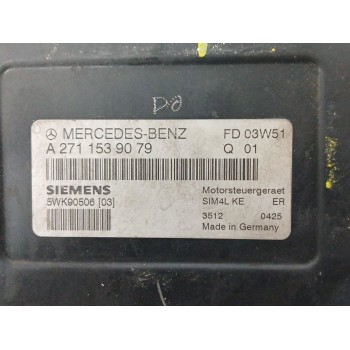 MERCEDES-BENZ FD 03W51
A 271 153 90 79 Q 01
SIEMENS Motorsteuergeraet
5WK90506 [03] SIM4L KE ER
3512 0425
Made in Germany